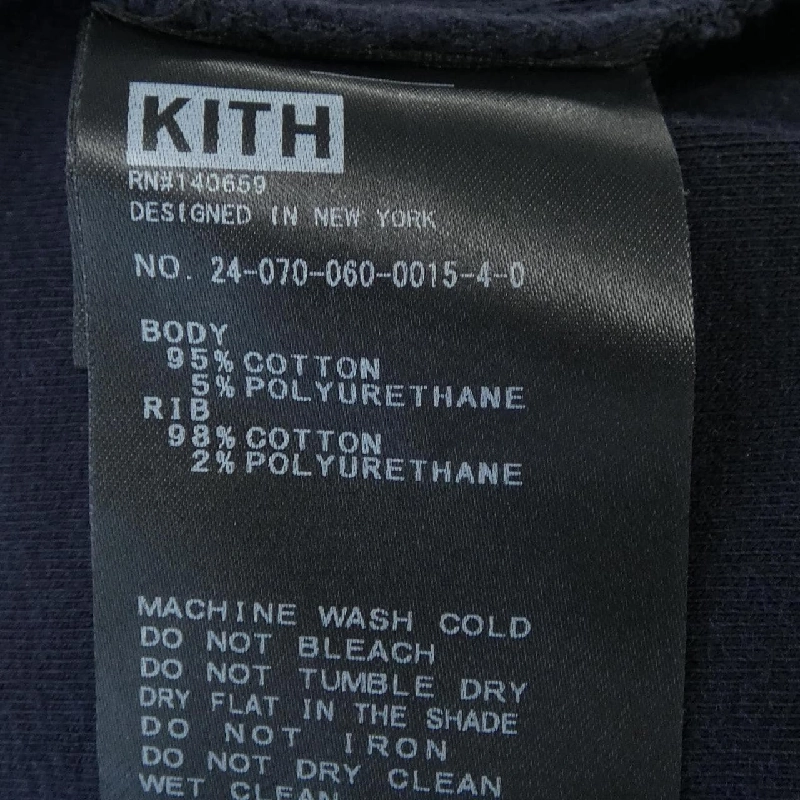 KITH
RN#140659
DESIGNED IN NEW YORK
NO. 24-070-060-0015-4-0
BODY
95% COTTON
5% POLYURETHANE
RIB
98% COTTON
2% POLYURETHANE
MACHINE WASH COLD
DO NOT BLEACH
DO NOT TUMBLE DRY
DRY FLAT IN THE SHADE
DO NOT IRON
DO NOT DRY CLEAN
WET CLEAN